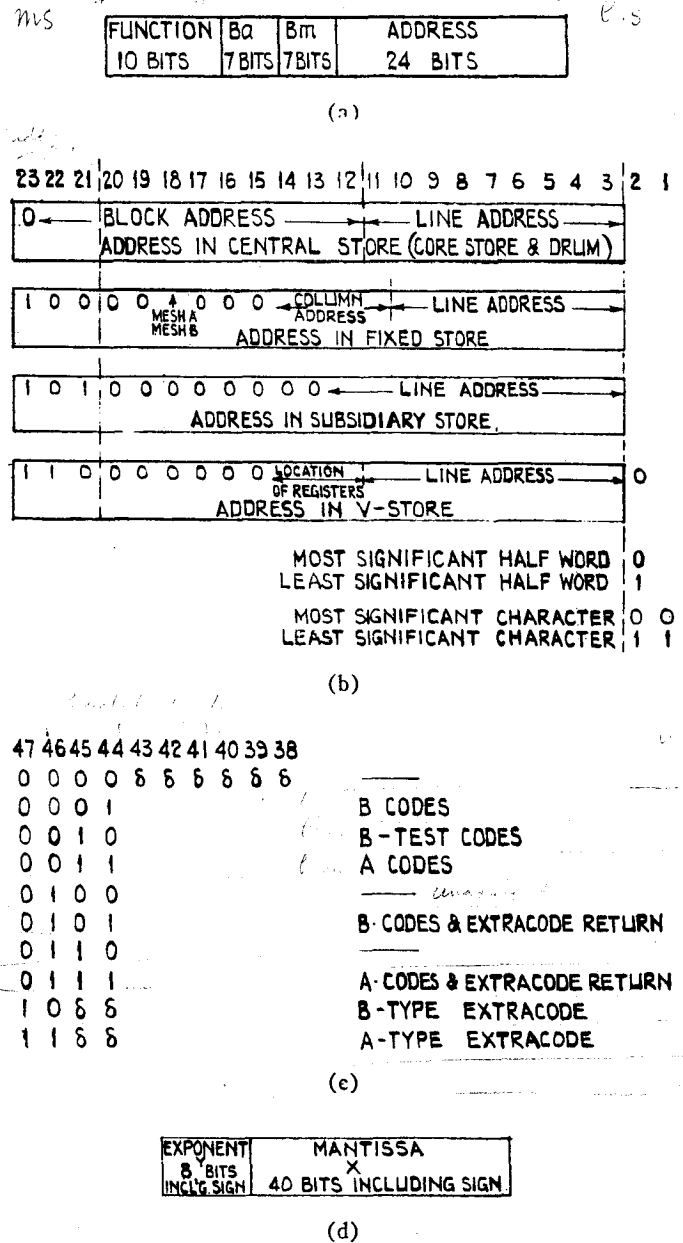 ms
FUNCTION Ba Bm ADDRESS
10 BITS 7 BITS 7 BITS 24 BITS
(a)
23 22 21 20 19 18 17 16 15 14 13 12 11 10 9 8 7 6 5 4 3 2 1
0 BLOCK ADDRESS LINE ADDRESS
ADDRESS IN CENTRAL STORE (CORE STORE & DRUM)
1 0 0 0 0 0 0 0 COLUMN LINE ADDRESS
MESH A ADDRESS
MESH B
ADDRESS IN FIXED STORE
1 0 1 0 0 0 0 0 0 0 0 LINE ADDRESS
ADDRESS IN SUBSIDIARY STORE.
1 1 0 0 0 0 0 0 0 LOCATION LINE ADDRESS 0
OF REGISTERS
ADDRESS IN V-STORE
MOST SIGNIFICANT HALF WORD 0
LEAST SIGNIFICANT HALF WORD 1
MOST SIGNIFICANT CHARACTER 0 0
LEAST SIGNIFICANT CHARACTER 1 1
(b)
47 46 45 44 43 42 41 40 39 38
0 0 0 0 δ δ δ δ δ δ ——
0 0 0 1 B CODES
0 0 1 0 B-TEST CODES
0 0 1 1 A CODES
0 1 0 0 ——
0 1 0 1 B-CODES & EXTRACODE RETURN
0 1 1 0 ——
0 1 1 1 A-CODES & EXTRACODE RETURN
1 0 δ δ B-TYPE EXTRACODE
1 1 δ δ A-TYPE EXTRACODE
(c)
EXPONENT MANTISSA
Y X
8 BITS 40 BITS INCLUDING SIGN
INCL'G. SIGN
(d)